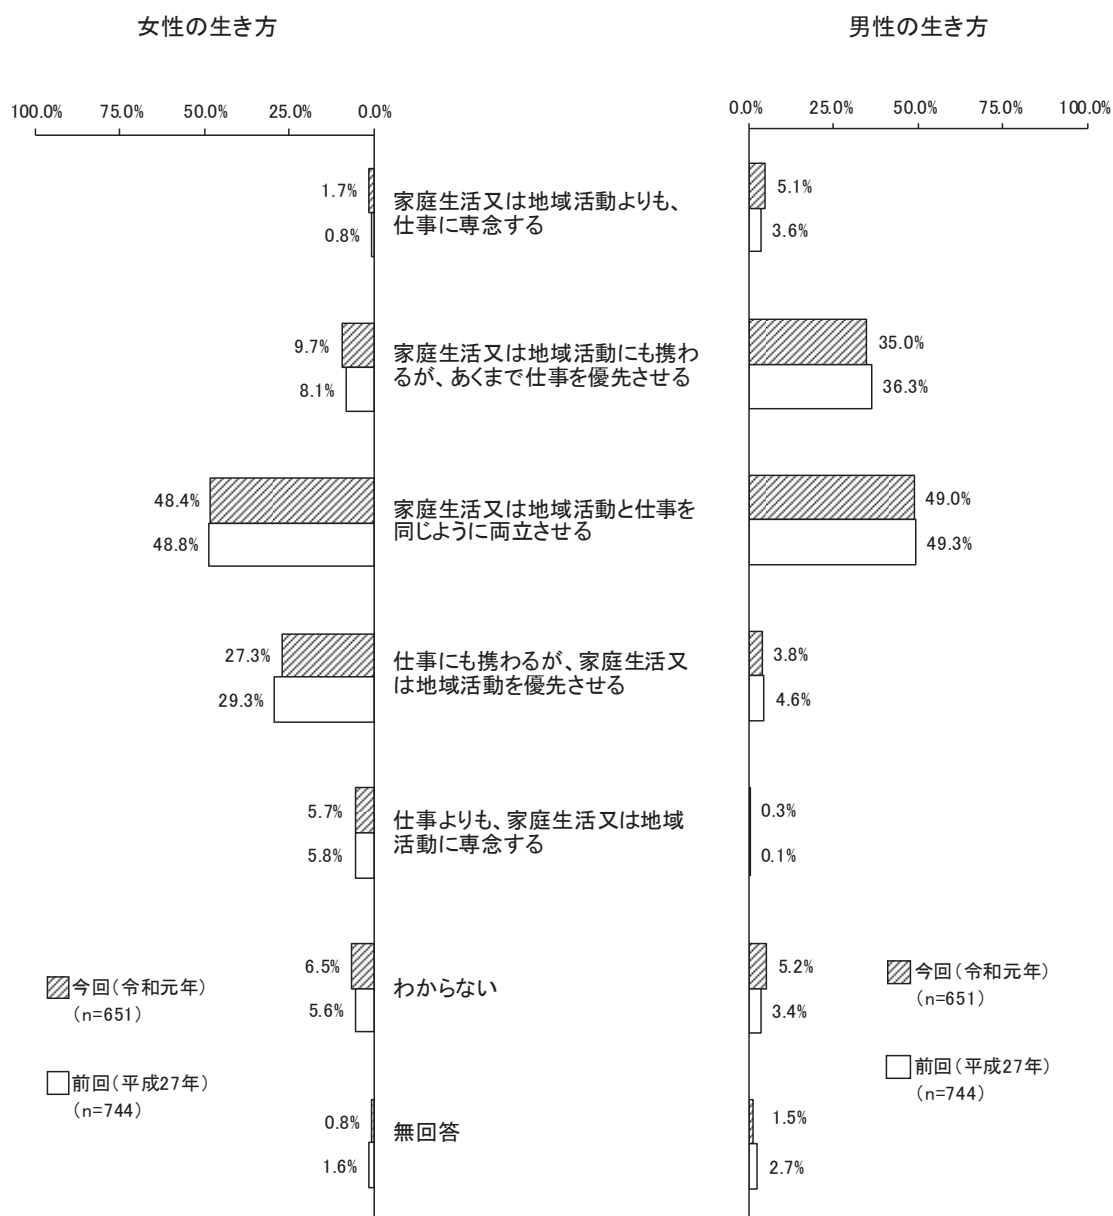 女性の生き方
男性の生き方
100.0% 75.0% 50.0% 25.0% 0.0%
0.0% 25.0% 50.0% 75.0% 100.0%
1.7%
0.8%
家庭生活又は地域活動よりも、
仕事に専念する
5.1%
3.6%
9.7%
8.1%
家庭生活又は地域活動にも携わ
るが、あくまで仕事を優先させる
35.0%
36.3%
48.4%
48.8%
家庭生活又は地域活動と仕事を
同じように両立させる
49.0%
49.3%
27.3%
29.3%
仕事にも携わるが、家庭生活又
は地域活動を優先させる
3.8%
4.6%
5.7%
5.8%
仕事よりも、家庭生活又は地域
活動に専念する
0.3%
0.1%
6.5%
5.6%
わからない
5.2%
3.4%
0.8%
1.6%
無回答
1.5%
2.7%
今回(令和元年)
(n=651)
前回(平成27年)
(n=744)
今回(令和元年)
(n=651)
前回(平成27年)
(n=744)